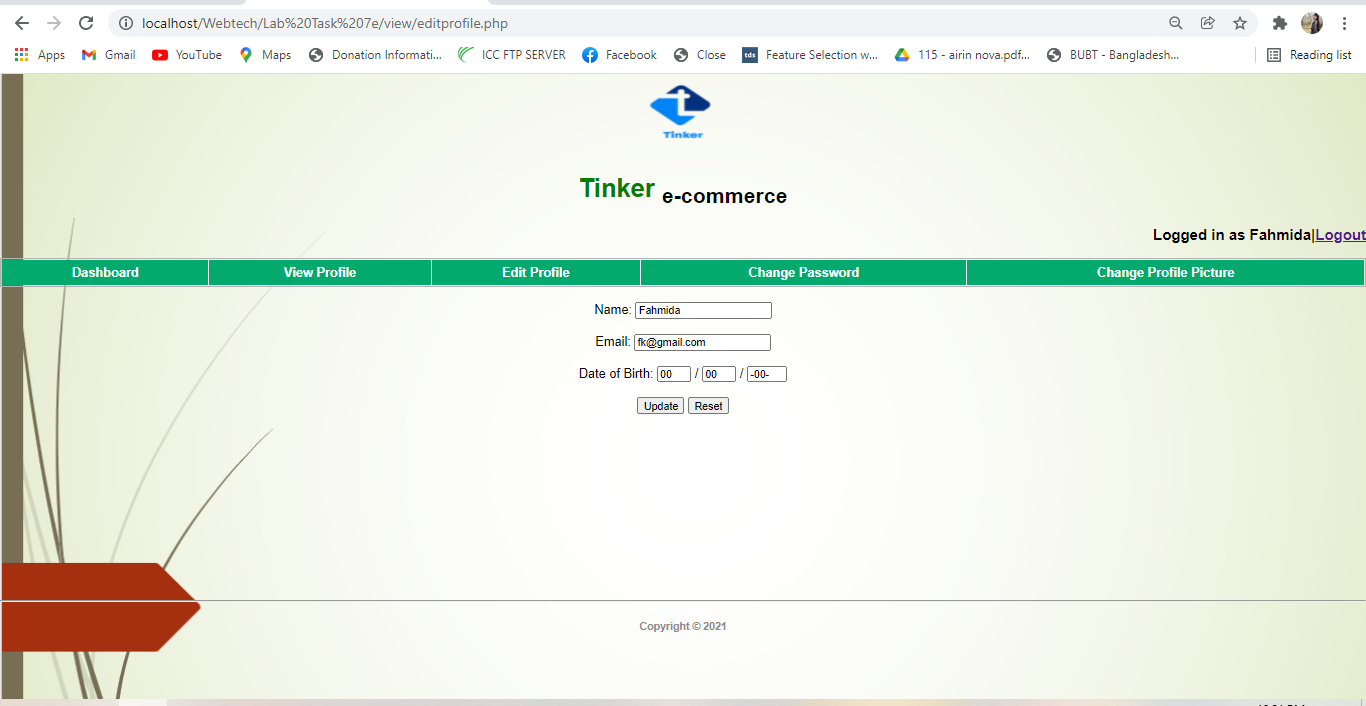 localhost/Webtech/Lab%20Task%207e/view/editprofile.php
Apps Gmail YouTube Maps Donation Informati... ICC FTP SERVER Facebook Close tds Feature Selection w... 115 - airin nova.pdf... BUBT - Bangladesh... Reading list
t
Tinker
Tinker e-commerce
Logged in as Fahmida|Logout
Dashboard View Profile Edit Profile Change Password Change Profile Picture
Name: Fahmida
Email: fk@gmail.com
Date of Birth: 00 / 00 / -00-
Update Reset
Copyright © 2021